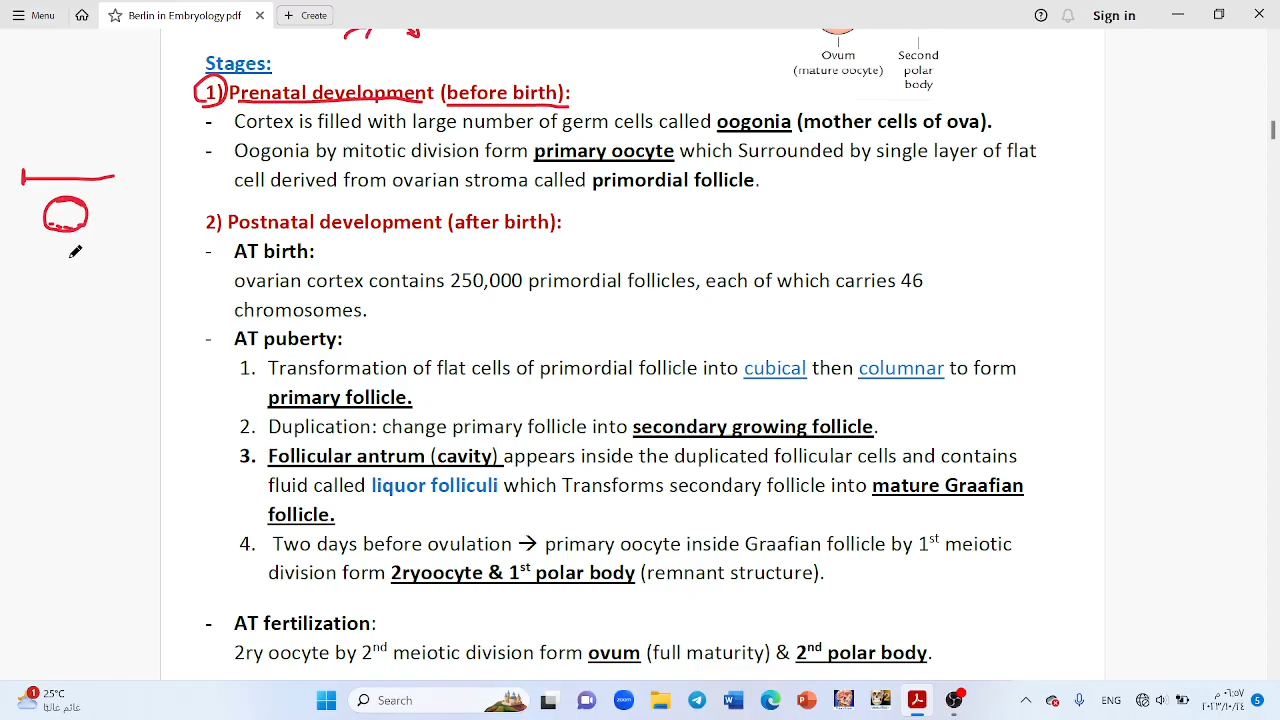 Menu
Berlin in Embryology.pdf
Create
Sign in
Ovum
(mature oocyte)
Second
polar
body
Stages:
1) Prenatal development (before birth):
- Cortex is filled with large number of germ cells called oogonia (mother cells of ova).
- Oogonia by mitotic division form primary oocyte which Surrounded by single layer of flat
cell derived from ovarian stroma called primordial follicle.
2) Postnatal development (after birth):
- AT birth:
ovarian cortex contains 250,000 primordial follicles, each of which carries 46
chromosomes.
- AT puberty:
1. Transformation of flat cells of primordial follicle into cubical then columnar to form
primary follicle.
2. Duplication: change primary follicle into secondary growing follicle.
3. Follicular antrum (cavity) appears inside the duplicated follicular cells and contains
fluid called liquor folliculi which Transforms secondary follicle into mature Graafian
follicle.
4. Two days before ovulation → primary oocyte inside Graafian follicle by 1st meiotic
division form 2ryoocyte & 1st polar body (remnant structure).
- AT fertilization:
2ry oocyte by 2nd meiotic division form ovum (full maturity) & 2nd polar body.
1
25°C
Search
zoom
ENG
5